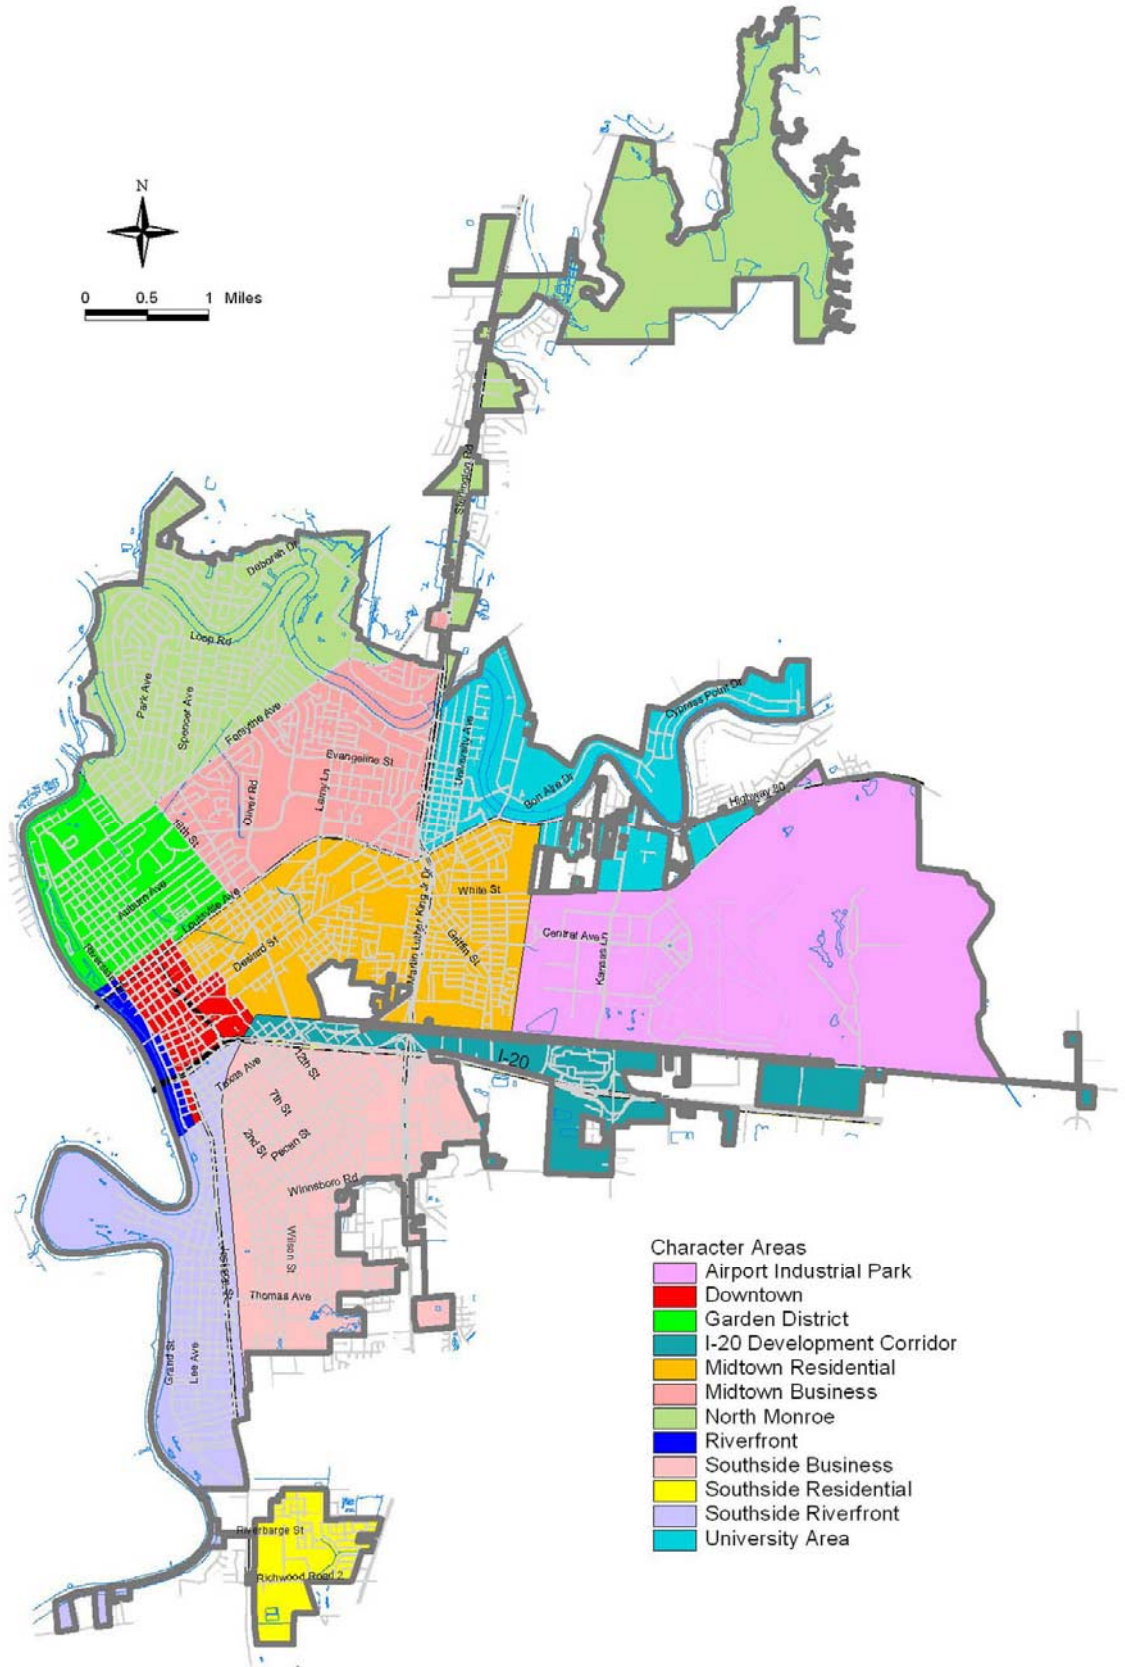 N
0 0.5 1 Miles
Sterlington Rd
Deborah Dr
Loop Rd
Park Ave
Spencer Ave
Forsythe Ave
Cypress Point Dr
University Ave
Evangeline St
Lamy Ln
Oliver Rd
Bon Aire Dr
Highway 80
18th St
Auburn Ave
Louisville Ave
White St
Martin Luther King Jr Dr
Griffin St
Central Ave
Kansas Ln
Desiard St
I-20
Texas Ave
12th St
7th St
2nd St
Pecan St
Winnsboro Rd
Wilson St
Thomas Ave
Grand St
Lee Ave
Riverbarge St
Richwood Road 2
Character Areas
Airport Industrial Park
Downtown
Garden District
I-20 Development Corridor
Midtown Residential
Midtown Business
North Monroe
Riverfront
Southside Business
Southside Residential
Southside Riverfront
University Area